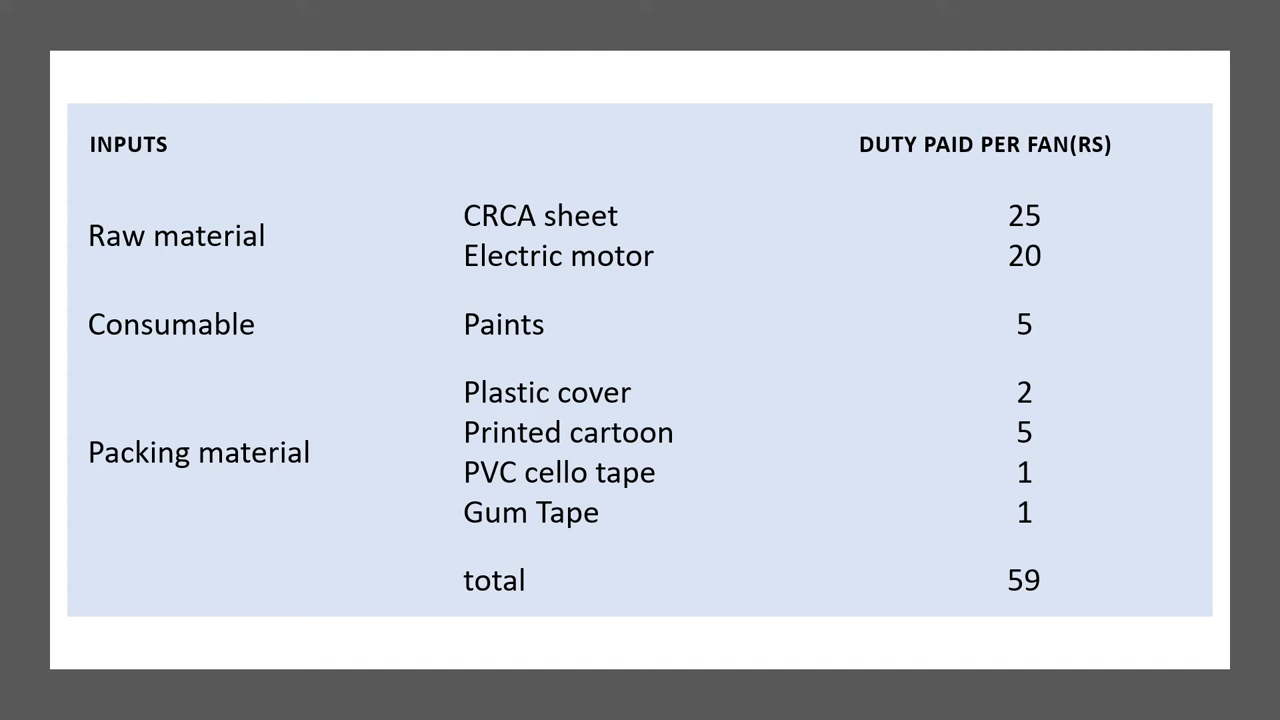 INPUTS DUTY PAID PER FAN(RS)
Raw material
CRCA sheet 25
Electric motor 20
Consumable Paints 5
Packing material
Plastic cover 2
Printed cartoon 5
PVC cello tape 1
Gum Tape 1
total 59